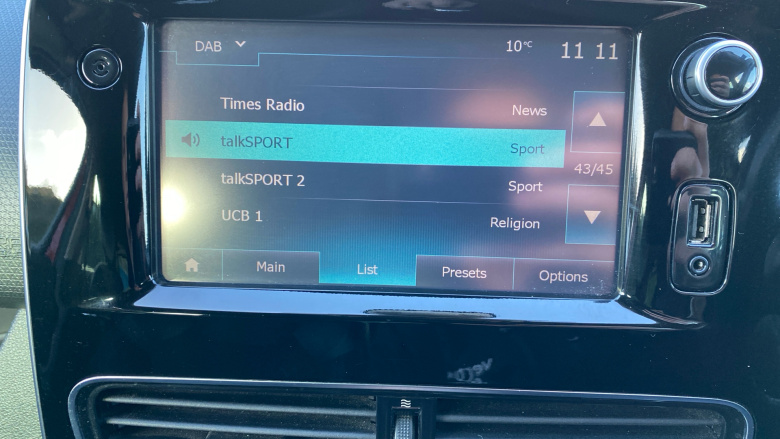 DAB 10°C 11 11
Times Radio News
talkSPORT Sport
43/45
talkSPORT 2 Sport
UCB 1 Religion
Main List Presets Options